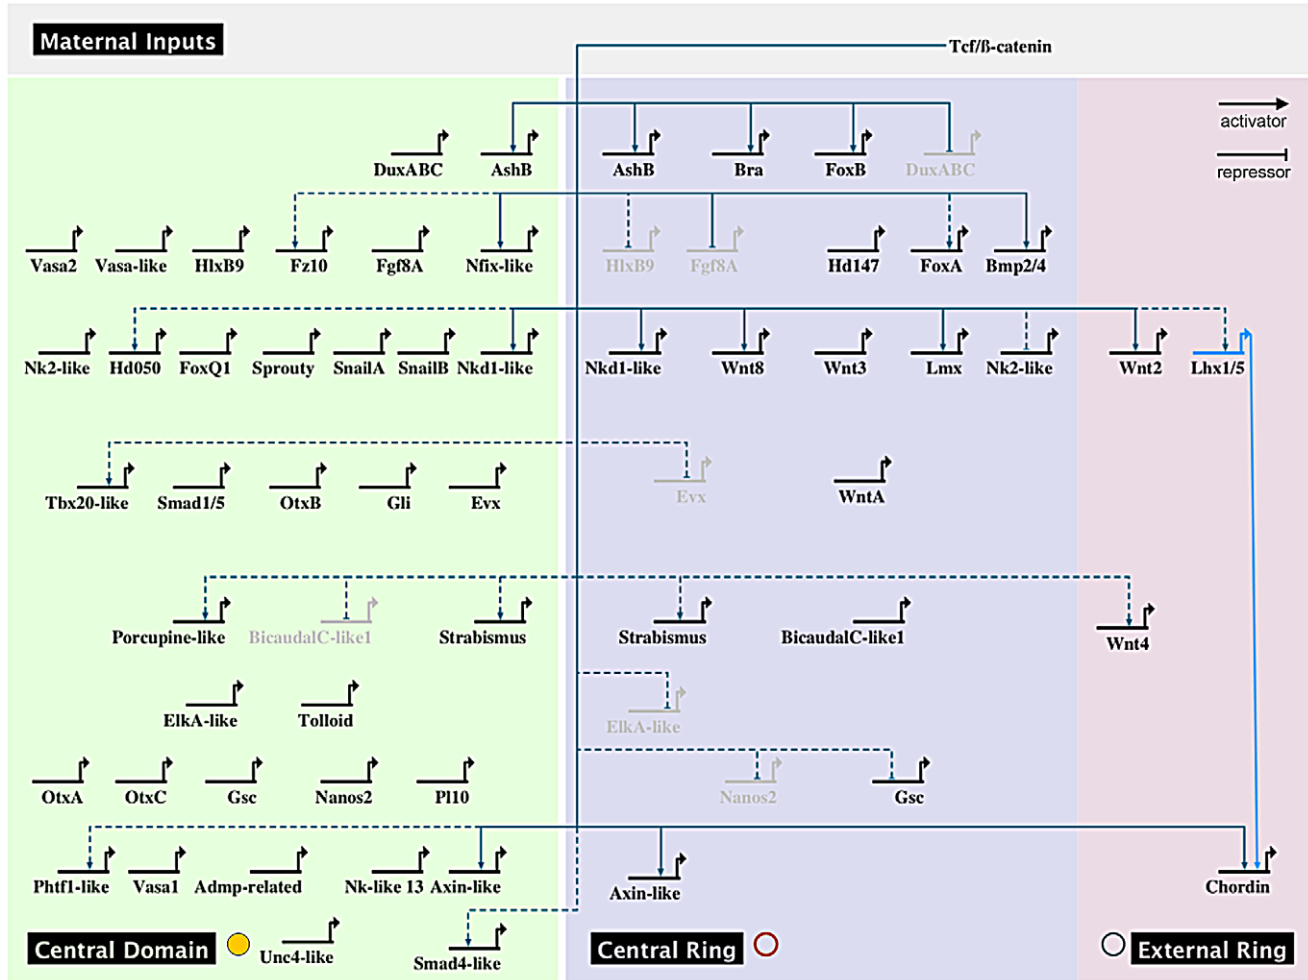 Maternal Inputs
Tcf/ß-catenin
activator
repressor
DuxABC AshB AshB Bra FoxB DuxABC
Vasa2 Vasa-like HlxB9 Fz10 Fgf8A Nfix-like HlxB9 Fgf8A Hd147 FoxA Bmp2/4
Nk2-like Hd050 FoxQ1 Sprouty SnailA SnailB Nkd1-like Nkd1-like Wnt8 Wnt3 Lmx Nk2-like Wnt2 Lhx1/5
Tbx20-like Smad1/5 OtxB Gli Evx Evx WntA
Porcupine-like BicaudalC-like1 Strabismus Strabismus BicaudalC-like1 Wnt4
ElkA-like Tolloid ElkA-like
OtxA OtxC Gsc Nanos2 Pl10 Nanos2 Gsc
Phtf1-like Vasa1 Admp-related Nk-like 13 Axin-like Axin-like Chordin
Central Domain Unc4-like Smad4-like Central Ring External Ring